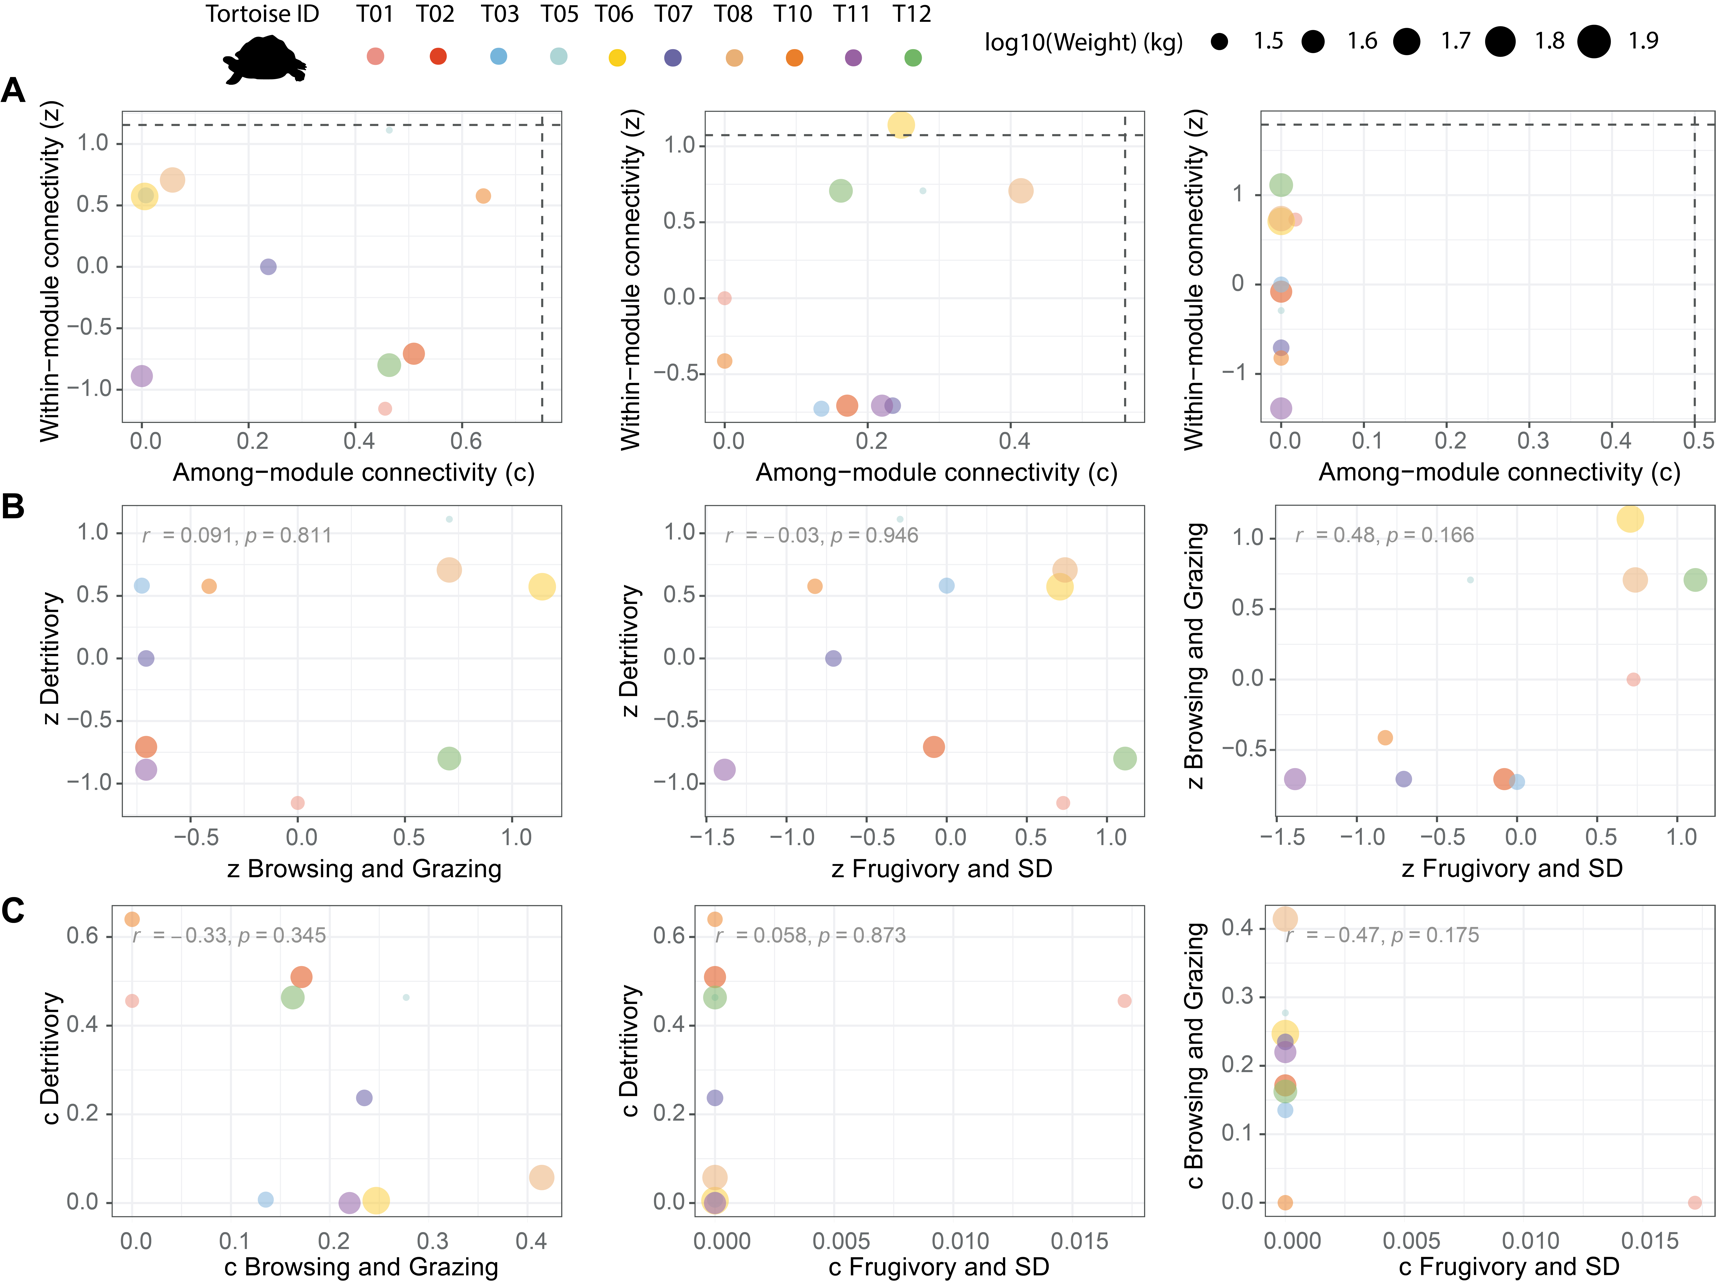 Tortoise ID T01 T02 T03 T05 T06 T07 T08 T10 T11 T12
log10(Weight) (kg) 1.5 1.6 1.7 1.8 1.9
A
Within−module connectivity (z)
1.0
0.5
0.0
−0.5
−1.0
0.0 0.2 0.4 0.6
Among−module connectivity (c)
Within−module connectivity (z)
1.0
0.5
0.0
−0.5
0.0 0.2 0.4
Among−module connectivity (c)
Within−module connectivity (z)
1
0
−1
0.0 0.1 0.2 0.3 0.4 0.5
Among−module connectivity (c)
B
z Detritivory
r = 0.091, p = 0.811
1.0
0.5
0.0
−0.5
−1.0
−0.5 0.0 0.5 1.0
z Browsing and Grazing
z Detritivory
r = −0.03, p = 0.946
1.0
0.5
0.0
−0.5
−1.0
−1.5 −1.0 −0.5 0.0 0.5 1.0
z Frugivory and SD
z Browsing and Grazing
r = 0.48, p = 0.166
1.0
0.5
0.0
−0.5
−1.5 −1.0 −0.5 0.0 0.5 1.0
z Frugivory and SD
C
c Detritivory
r = −0.33, p = 0.345
0.6
0.4
0.2
0.0
0.0 0.1 0.2 0.3 0.4
c Browsing and Grazing
c Detritivory
r = 0.058, p = 0.873
0.6
0.4
0.2
0.0
0.000 0.005 0.010 0.015
c Frugivory and SD
c Browsing and Grazing
r = −0.47, p = 0.175
0.4
0.3
0.2
0.1
0.0
0.000 0.005 0.010 0.015
c Frugivory and SD